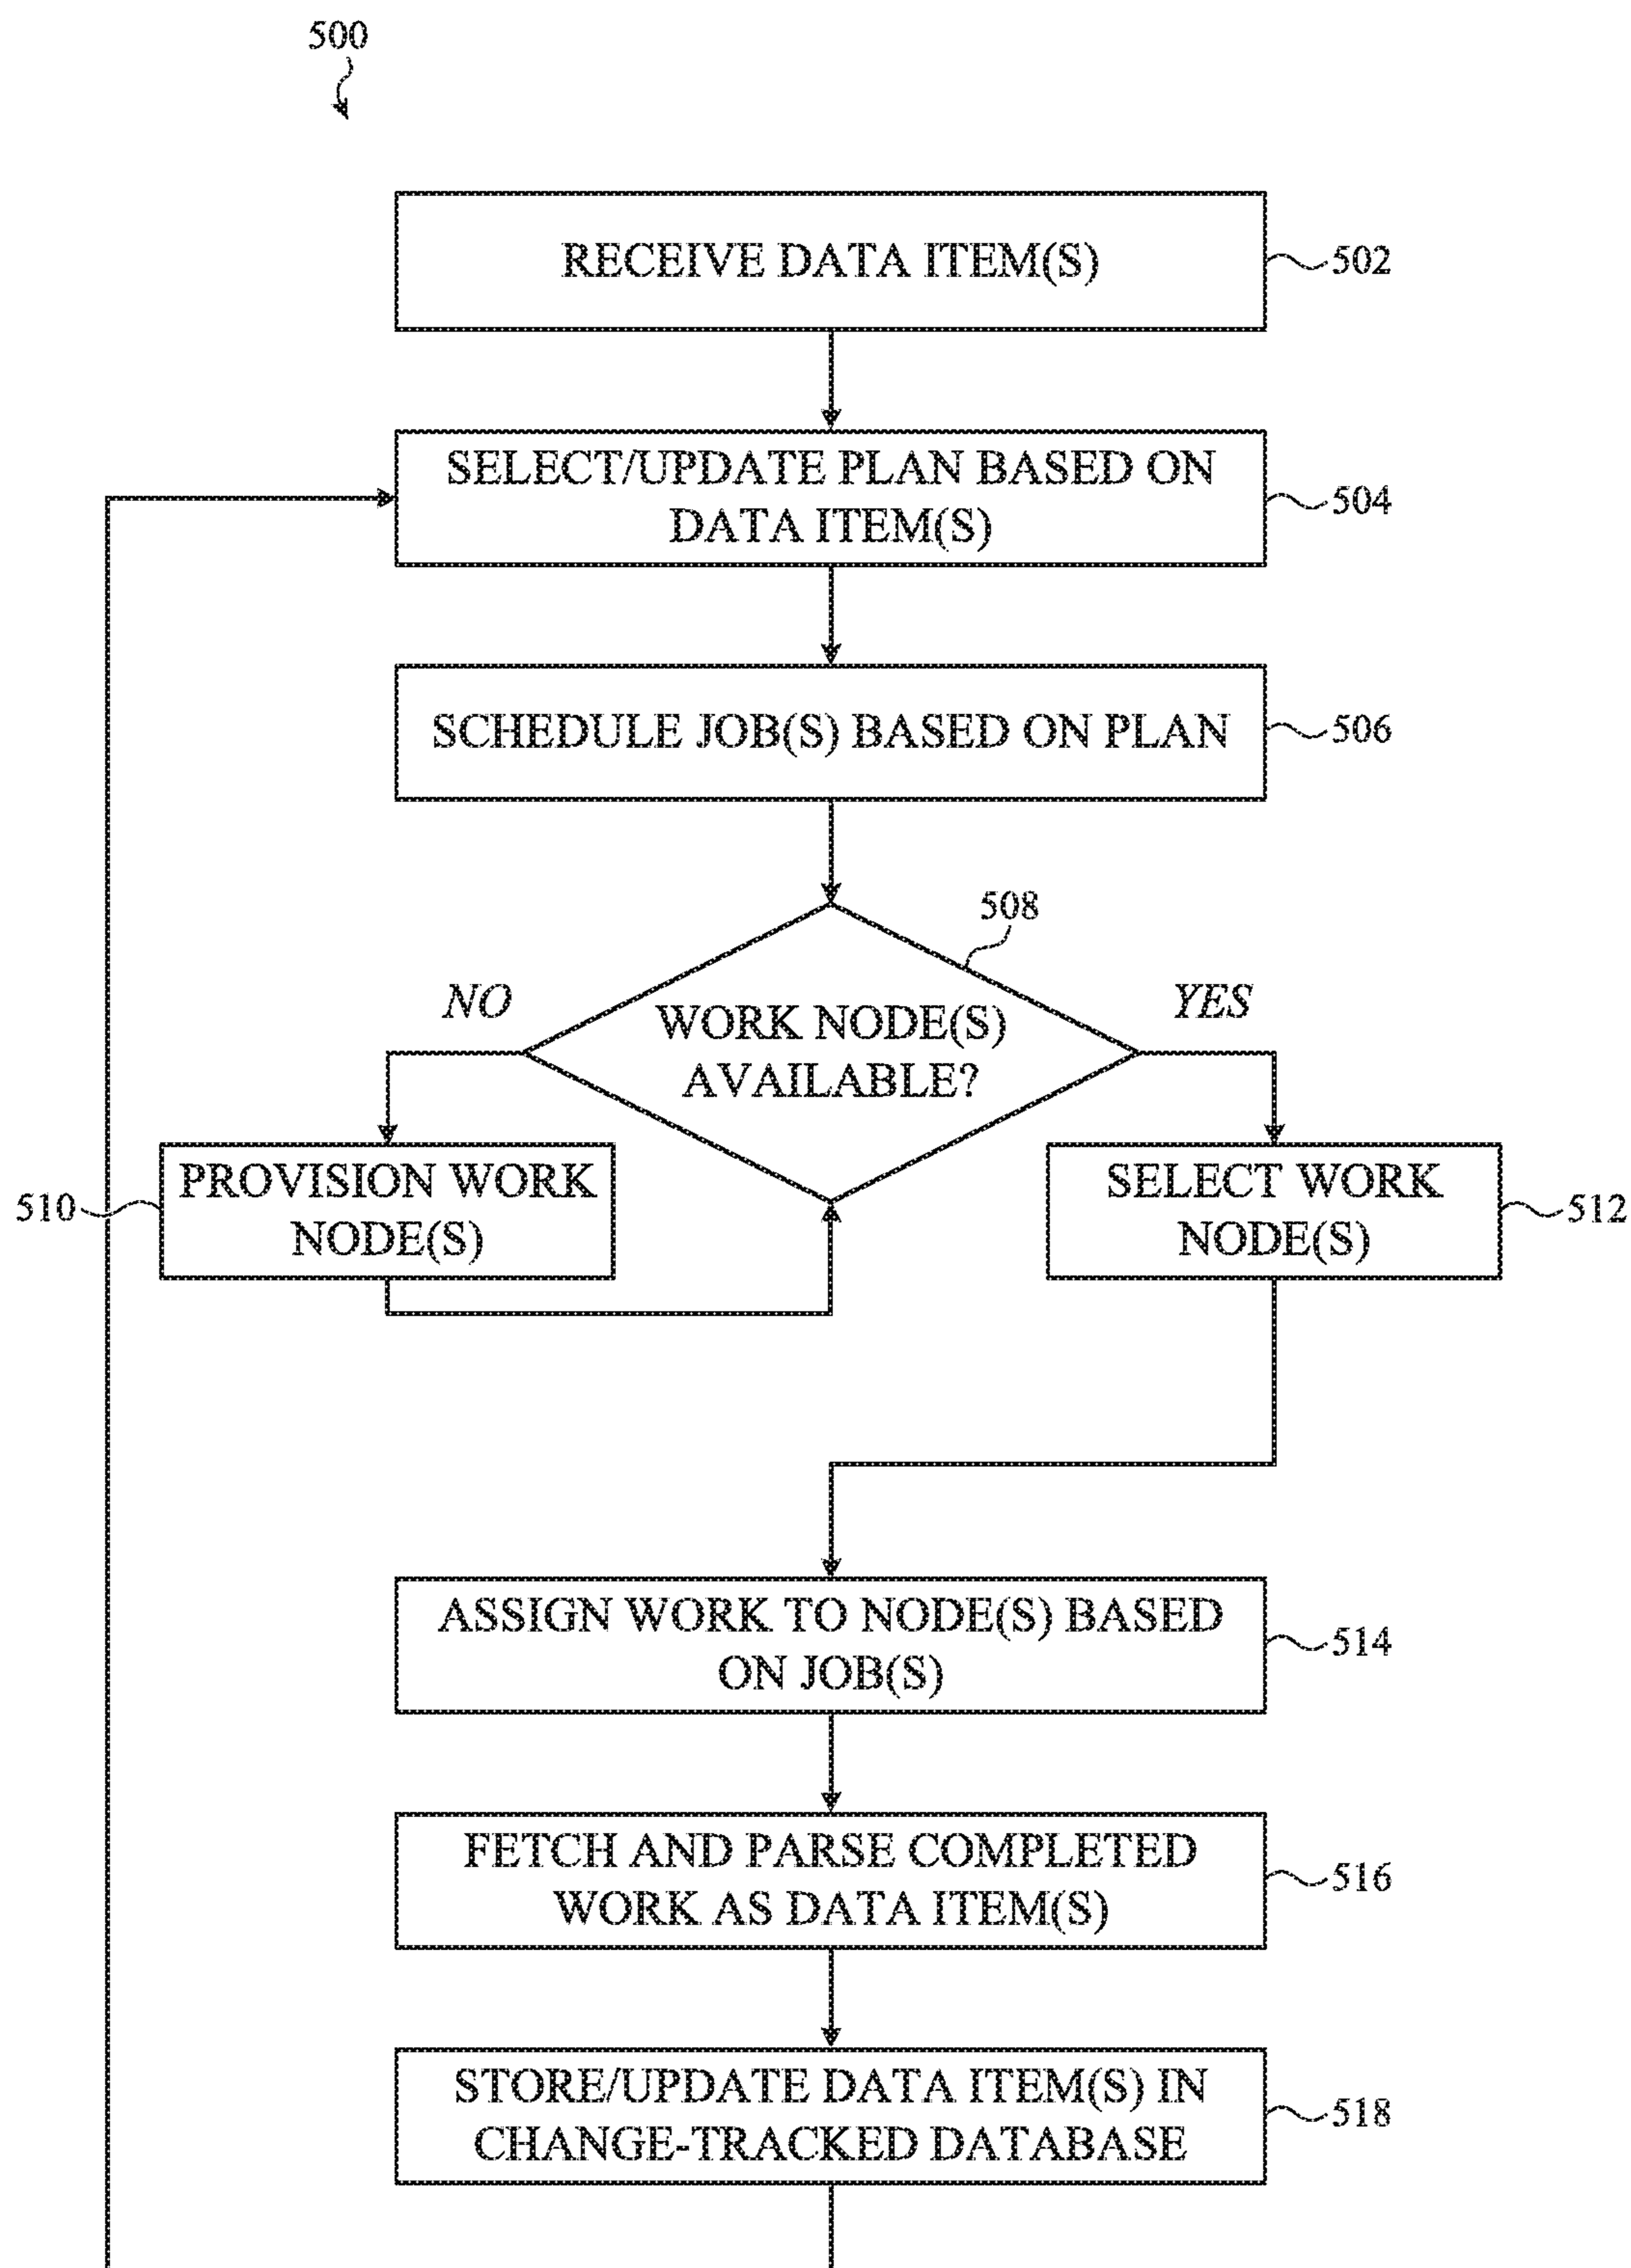 500
RECEIVE DATA ITEM(S)
502
SELECT/UPDATE PLAN BASED ON
DATA ITEM(S)
504
SCHEDULE JOB(S) BASED ON PLAN
506
508
NO
WORK NODE(S)
AVAILABLE?
YES
510
PROVISION WORK
NODE(S)
SELECT WORK
NODE(S)
512
ASSIGN WORK TO NODE(S) BASED
ON JOB(S)
514
FETCH AND PARSE COMPLETED
WORK AS DATA ITEM(S)
516
STORE/UPDATE DATA ITEM(S) IN
CHANGE-TRACKED DATABASE
518